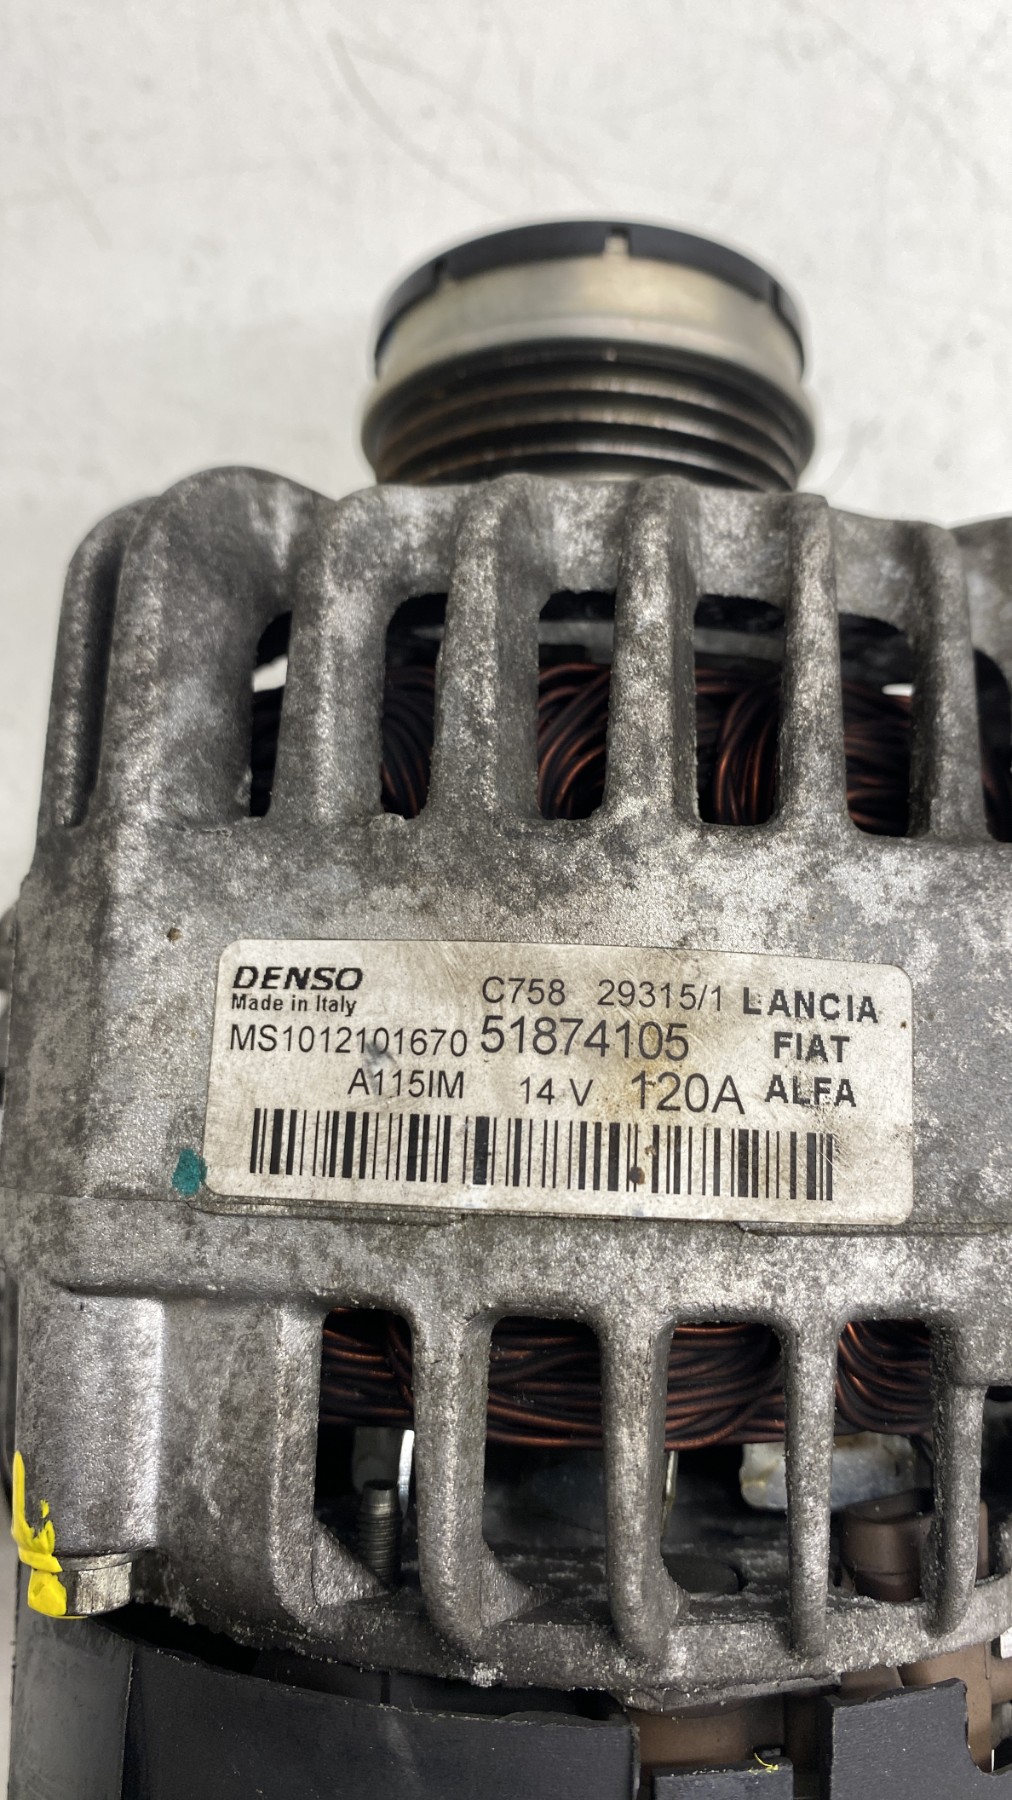 DENSO
Made in Italy
C758 29315/1 LANCIA
MS1012101670 51874105 FIAT
A115IM 14 V 120A ALFA